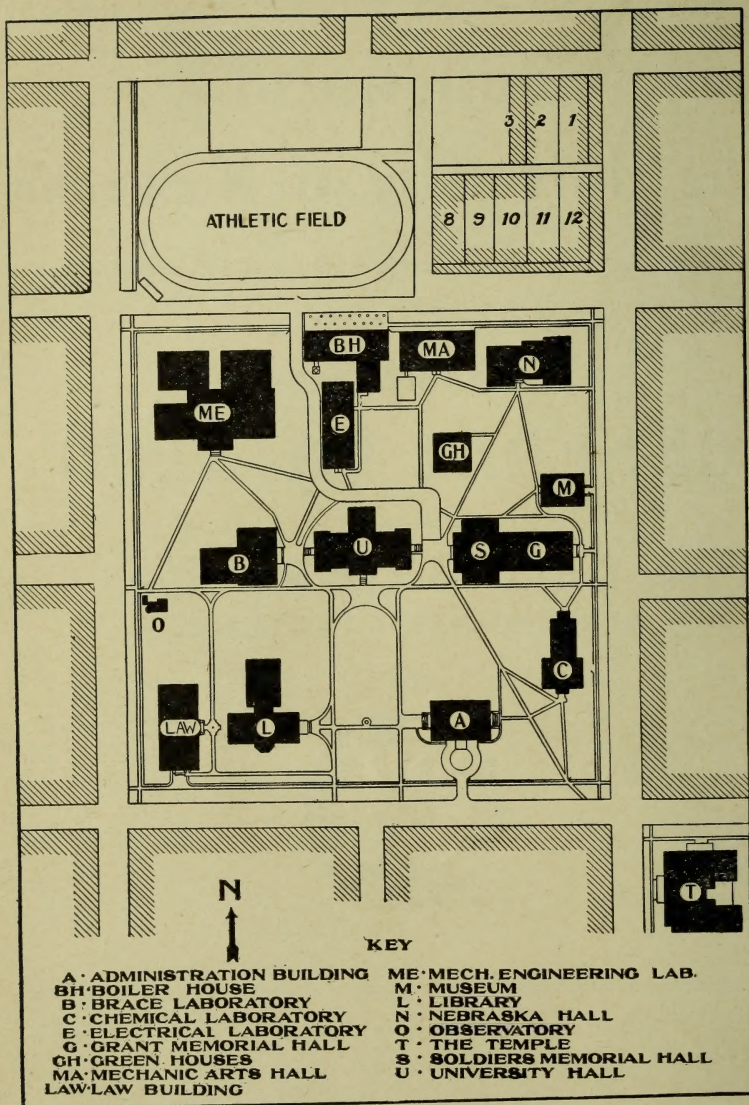 3 2 1
ATHLETIC FIELD
8 9 10 11 12
BH
MA
N
ME
E
GH
M
B
U
S
G
O
C
LAW
L
A
T
N
KEY
A · ADMINISTRATION BUILDING
BH · BOILER HOUSE
B · BRACE LABORATORY
C · CHEMICAL LABORATORY
E · ELECTRICAL LABORATORY
G · GRANT MEMORIAL HALL
GH · GREEN HOUSES
MA · MECHANIC ARTS HALL
LAW · LAW BUILDING
ME · MECH. ENGINEERING LAB.
M · MUSEUM
L · LIBRARY
N · NEBRASKA HALL
O · OBSERVATORY
T · THE TEMPLE
S · SOLDIERS MEMORIAL HALL
U · UNIVERSITY HALL